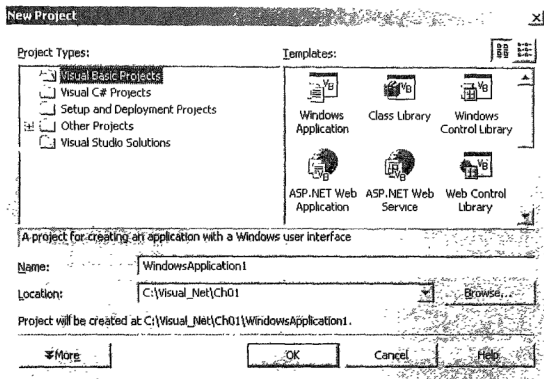 New Project
Project Types:
Templates:
Visual Basic Projects
Visual C# Projects
Setup and Deployment Projects
Other Projects
Visual Studio Solutions
Windows Application
Class Library
Windows Control Library
ASP.NET Web Application
ASP.NET Web Service
Web Control Library
A project for creating an application with a Windows user interface
Name:
WindowsApplication1
Location:
C:\Visual_Net\Ch01
Browse...
Project will be created at C:\Visual_Net\Ch01\WindowsApplication1.
More
OK
Cancel
Help